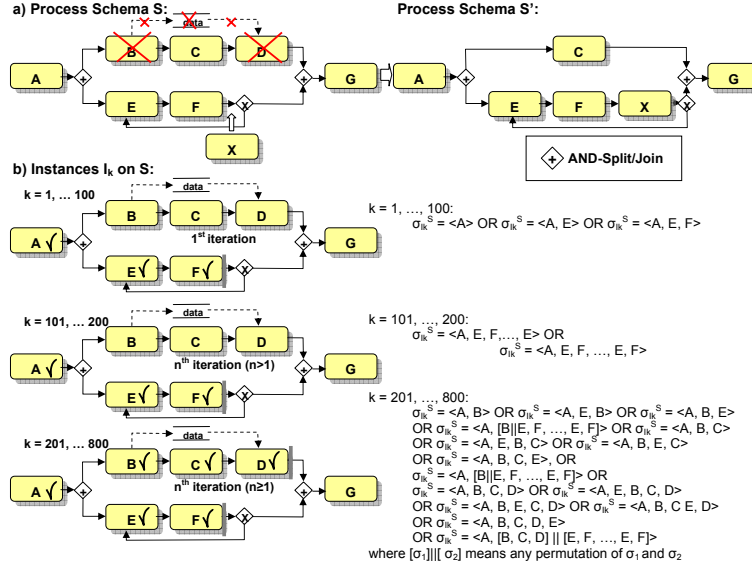 a) Process Schema S:
Process Schema S':
data
B
C
D
A
+
+
G
E
F
X
X
A
+
C
+
G
E
F
X
X
+ AND-Split/Join
b) Instances Ik on S:
k = 1, ... 100
data
B
C
D
1st iteration
A √
+
+
G
E √
F √
X
k = 1, ..., 100:
σIkS = <A> OR σIkS = <A, E> OR σIkS = <A, E, F>
k = 101, ... 200
data
B
C
D
nth iteration (n>1)
A √
+
+
G
E √
F √
X
k = 101, ..., 200:
σIkS = <A, E, F,..., E> OR
σIkS = <A, E, F, ..., E, F>
k = 201, ... 800
data
B √
C √
D √
nth iteration (n≥1)
A √
+
+
G
E √
F √
X
k = 201, ..., 800:
σIkS = <A, B> OR σIkS = <A, E, B> OR σIkS = <A, B, E>
OR σIkS = <A, [B||E, F, ..., E, F]> OR σIkS = <A, B, C>
OR σIkS = <A, E, B, C> OR σIkS = <A, B, E, C>
OR σIkS = <A, B, C, E>, OR
σIkS = <A, [B||E, F, ..., E, F]> OR
σIkS = <A, B, C, D> OR σIkS = <A, E, B, C, D>
OR σIkS = <A, B, E, C, D> OR σIkS = <A, B, C E, D>
OR σIkS = <A, B, C, D, E>
OR σIkS = <A, [B, C, D] || [E, F, ..., E, F]>
where [σ1]||[ σ2] means any permutation of σ1 and σ2